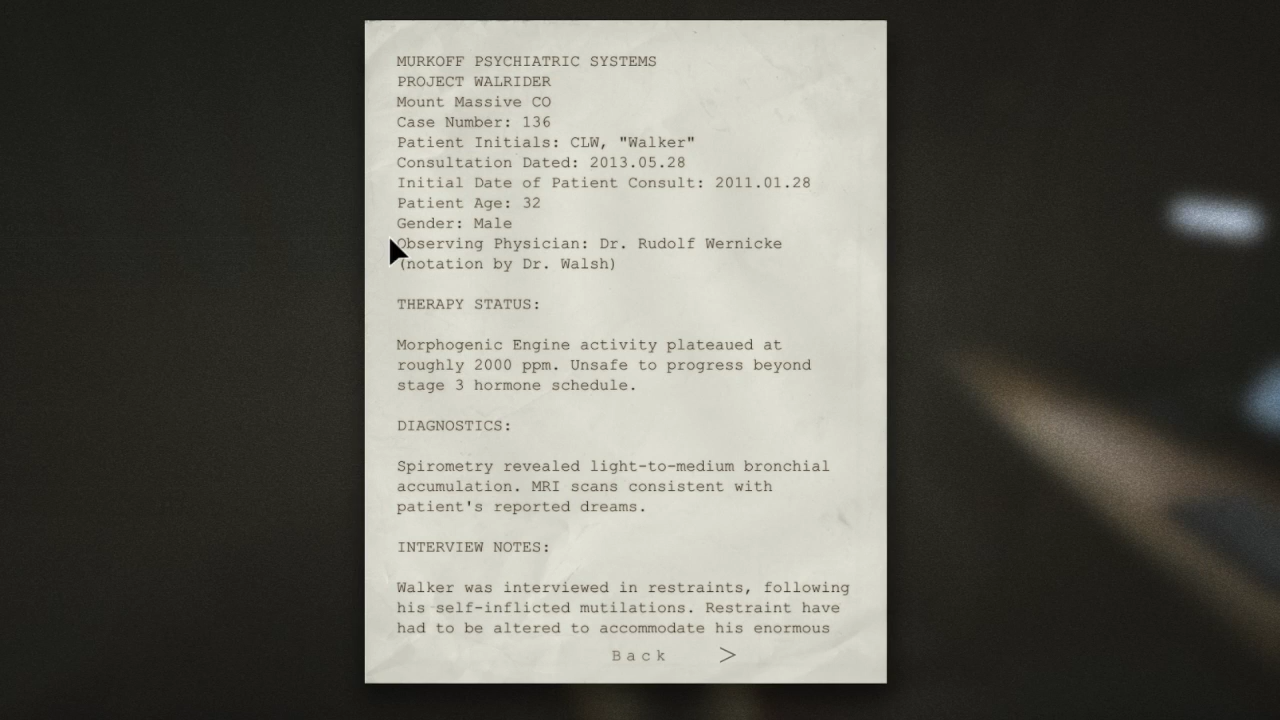 MURKOFF PSYCHIATRIC SYSTEMS
PROJECT WALRIDER
Mount Massive CO
Case Number: 136
Patient Initials: CLW, "Walker"
Consultation Dated: 2013.05.28
Initial Date of Patient Consult: 2011.01.28
Patient Age: 32
Gender: Male
Observing Physician: Dr. Rudolf Wernicke
(notation by Dr. Walsh)
THERAPY STATUS:
Morphogenic Engine activity plateaued at
roughly 2000 ppm. Unsafe to progress beyond
stage 3 hormone schedule.
DIAGNOSTICS:
Spirometry revealed light-to-medium bronchial
accumulation. MRI scans consistent with
patient's reported dreams.
INTERVIEW NOTES:
Walker was interviewed in restraints, following
his self-inflicted mutilations. Restraint have
had to be altered to accommodate his enormous
Back >